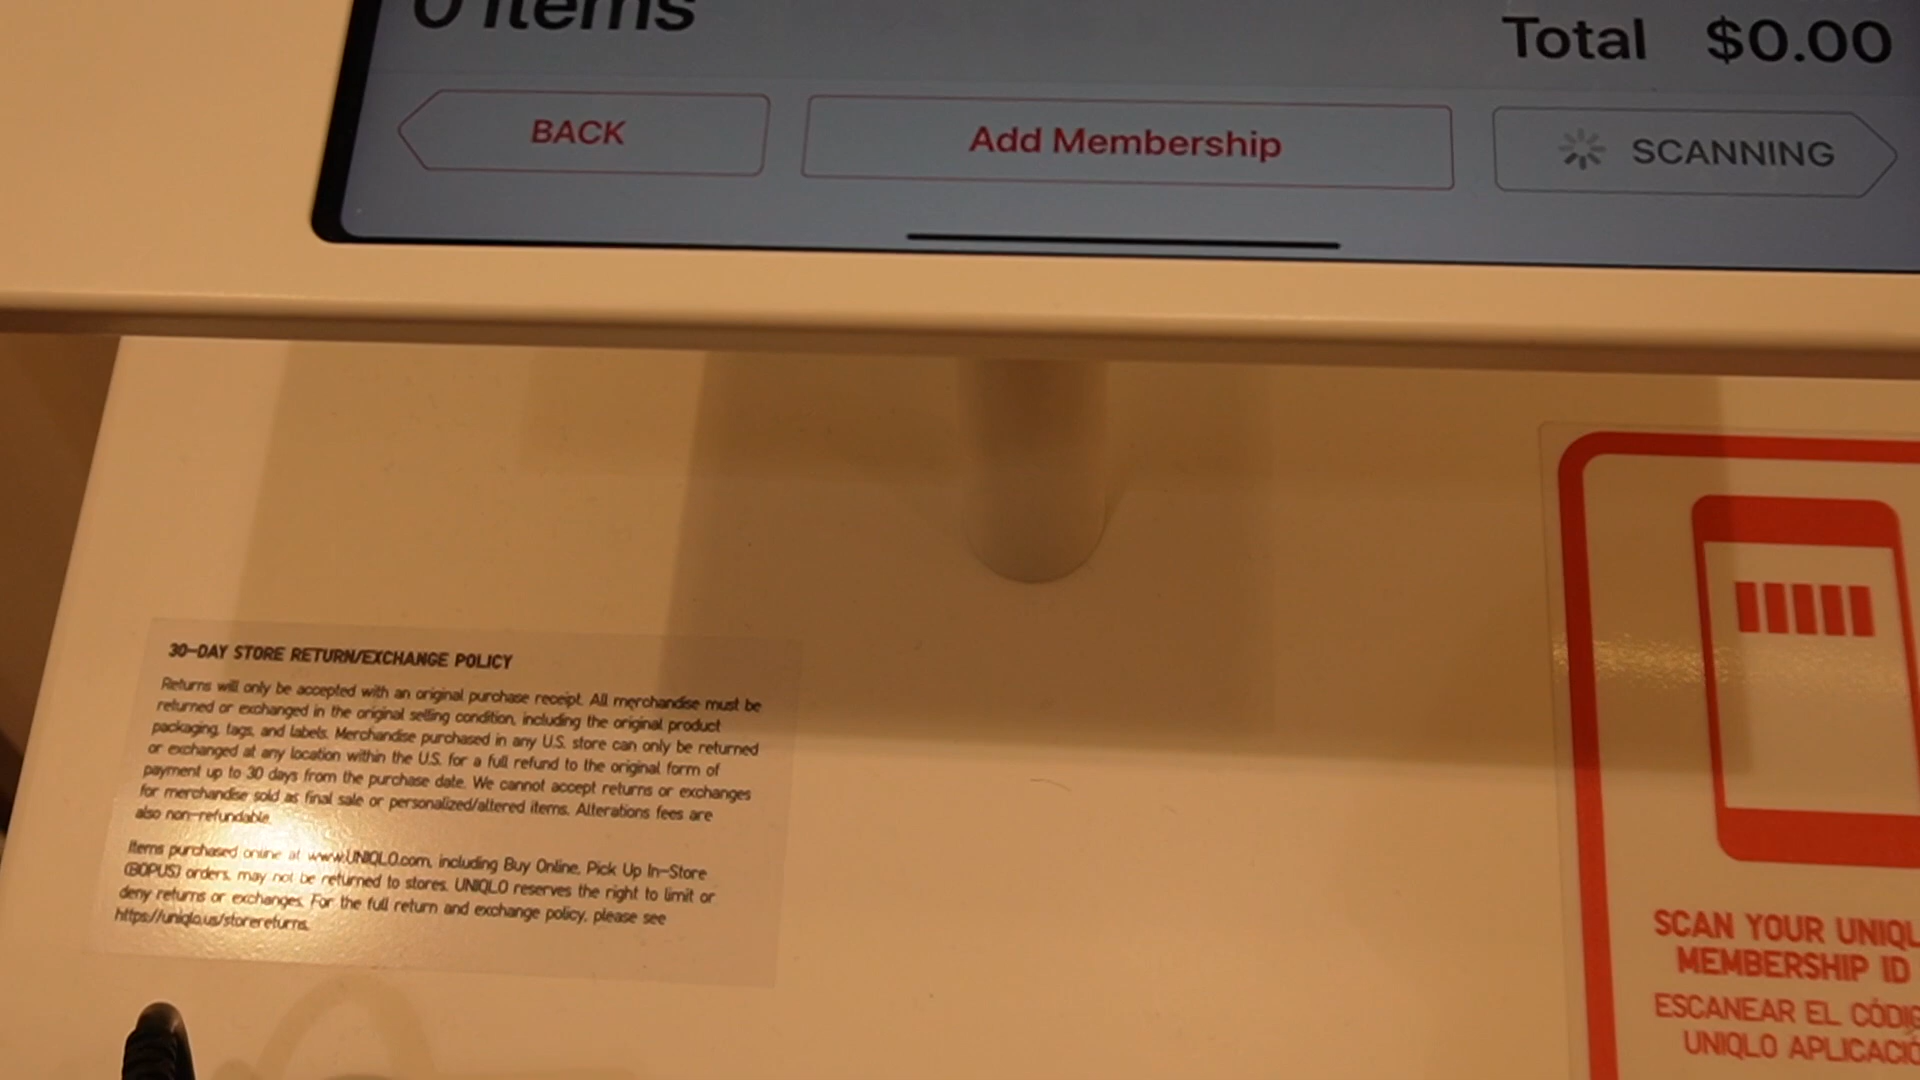 0 items
Total $0.00
BACK
Add Membership
SCANNING
30-DAY STORE RETURN/EXCHANGE POLICY
Returns will only be accepted with an original purchase receipt. All merchandise must be
returned or exchanged in the original selling condition, including the original product
packaging, tags, and labels. Merchandise purchased in any U.S. store can only be returned
or exchanged at any location within the U.S. for a full refund to the original form of
payment up to 30 days from the purchase date. We cannot accept returns or exchanges
for merchandise sold as final sale or personalized/altered items. Alterations fees are
also non-refundable.
Items purchased online at www.UNIQLO.com, including Buy Online, Pick Up In-Store
(BOPUS) orders, may not be returned to stores. UNIQLO reserves the right to limit or
deny returns or exchanges. For the full return and exchange policy, please see
https://uniqlo.us/storereturns.
SCAN YOUR UNIQL
MEMBERSHIP ID
ESCANEAR EL CÓDIG
UNIQLO APLICACIÓ